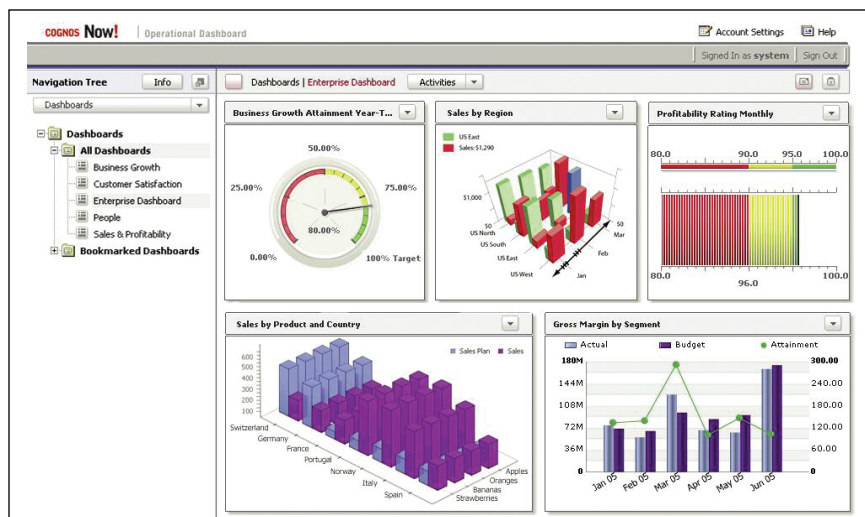 COGNOS Now! | Operational Dashboard
Account Settings
Help
Signed In as system
Sign Out
Navigation Tree
Info
Dashboards
Dashboards
All Dashboards
Business Growth
Customer Satisfaction
Enterprise Dashboard
People
Sales & Profitability
Bookmarked Dashboards
Dashboards | Enterprise Dashboard
Activities
Business Growth Attainment Year-T...
50.00%
25.00%
75.00%
80.00%
0.00%
100% Target
Sales by Region
US East
Sales:$1,290
$1,000
$0
US North
US South
US East
US West
Jan
Feb
Mar
$0
Profitability Rating Monthly
80.0
90.0
95.0
100.0
80.0
96.0
100.0
Sales by Product and Country
Sales Plan
Sales
600
500
400
300
200
100
Switzerland
Germany
France
Portugal
Norway
Italy
Spain
Apples
Oranges
Bananas
Strawberries
Gross Margin by Segment
Actual
Budget
Attainment
180M
144M
108M
72M
36M
0
300.00
240.00
180.00
120.00
60.00
0
Jan 05
Feb 05
Mar 05
Apr 05
May 05
Jun 05